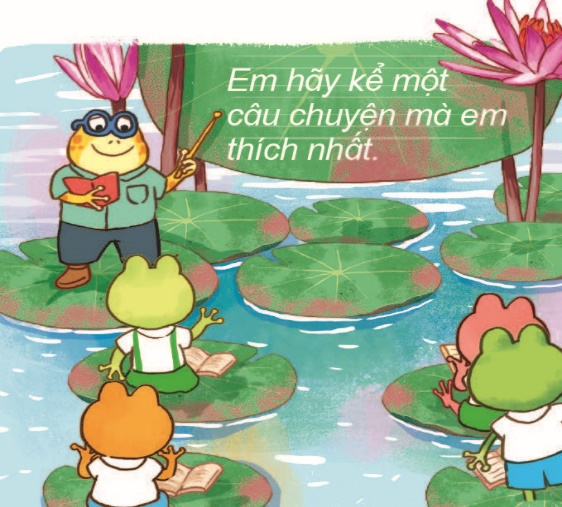 Em hãy kể một
câu chuyện mà em
thích nhất.